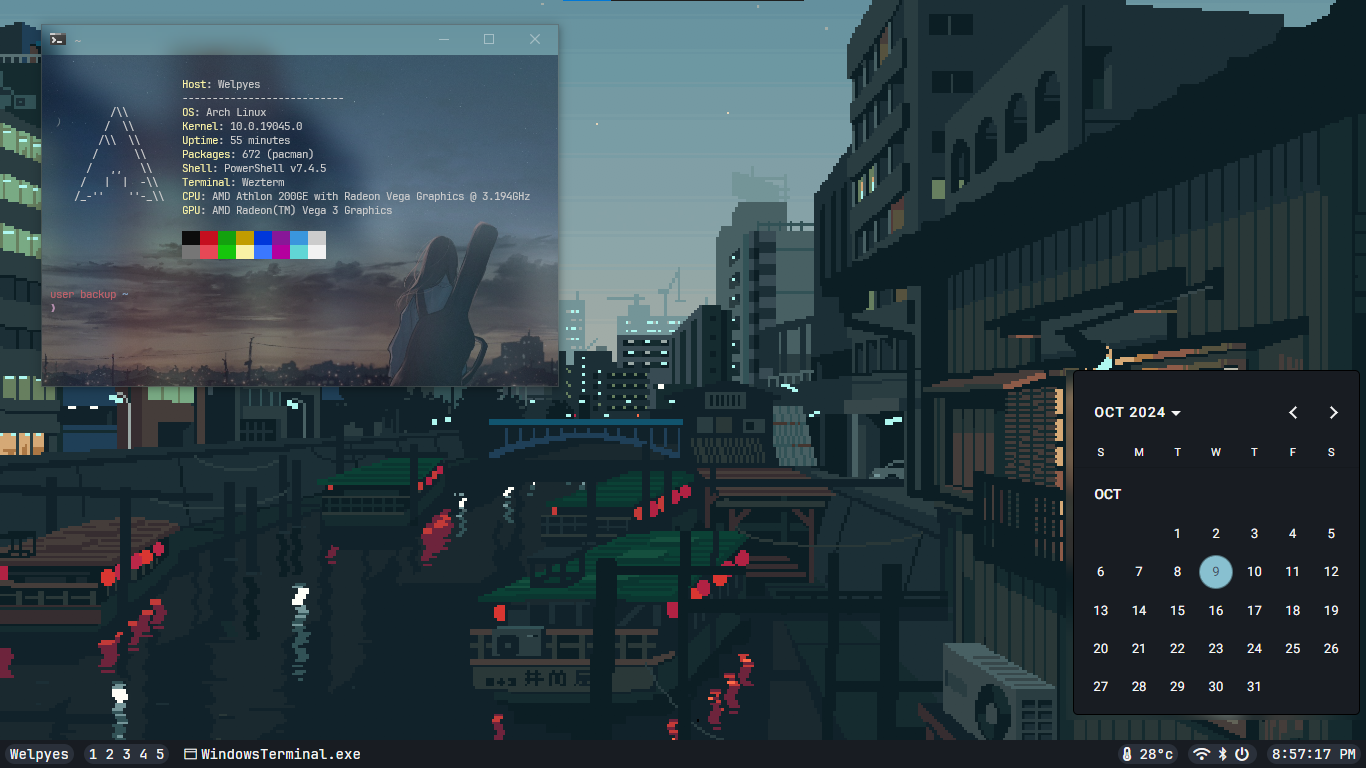 ~
Host: Welpyes
---------------------------
OS: Arch Linux
Kernel: 10.0.19045.0
Uptime: 55 minutes
Packages: 672 (pacman)
Shell: PowerShell v7.4.5
Terminal: Wezterm
CPU: AMD Athlon 200GE with Radeon Vega Graphics @ 3.194GHz
GPU: AMD Radeon(TM) Vega 3 Graphics
user backup ~
❯
OCT 2024
S M T W T F S
OCT
1 2 3 4 5
6 7 8 9 10 11 12
13 14 15 16 17 18 19
20 21 22 23 24 25 26
27 28 29 30 31
Welpyes 1 2 3 4 5 WindowsTerminal.exe 28°c 8:57:17 PM